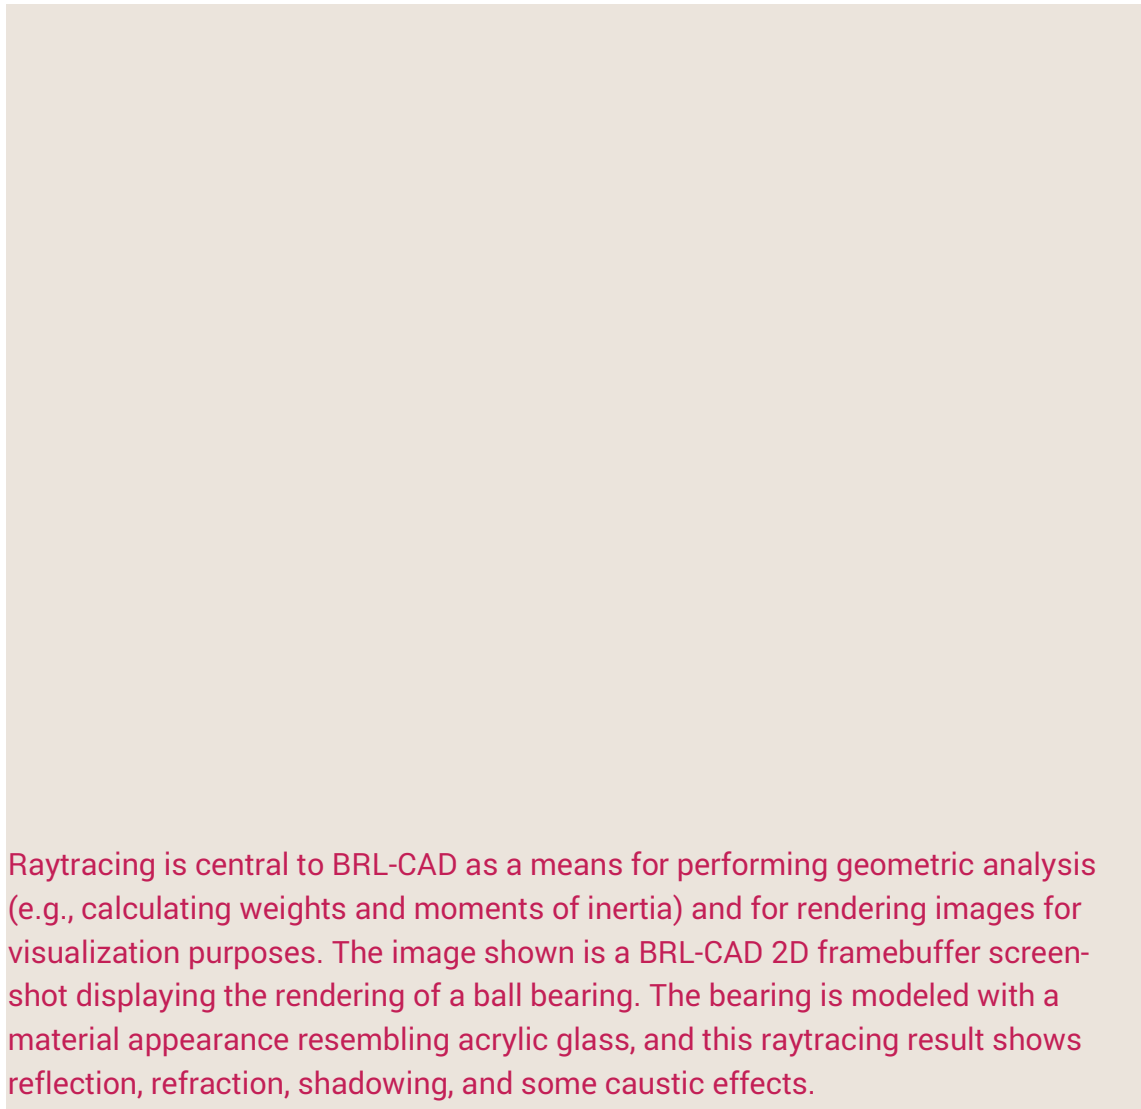 Raytracing is central to BRL-CAD as a means for performing geometric analysis
(e.g., calculating weights and moments of inertia) and for rendering images for
visualization purposes. The image shown is a BRL-CAD 2D framebuffer screen-
shot displaying the rendering of a ball bearing. The bearing is modeled with a
material appearance resembling acrylic glass, and this raytracing result shows
reflection, refraction, shadowing, and some caustic effects.